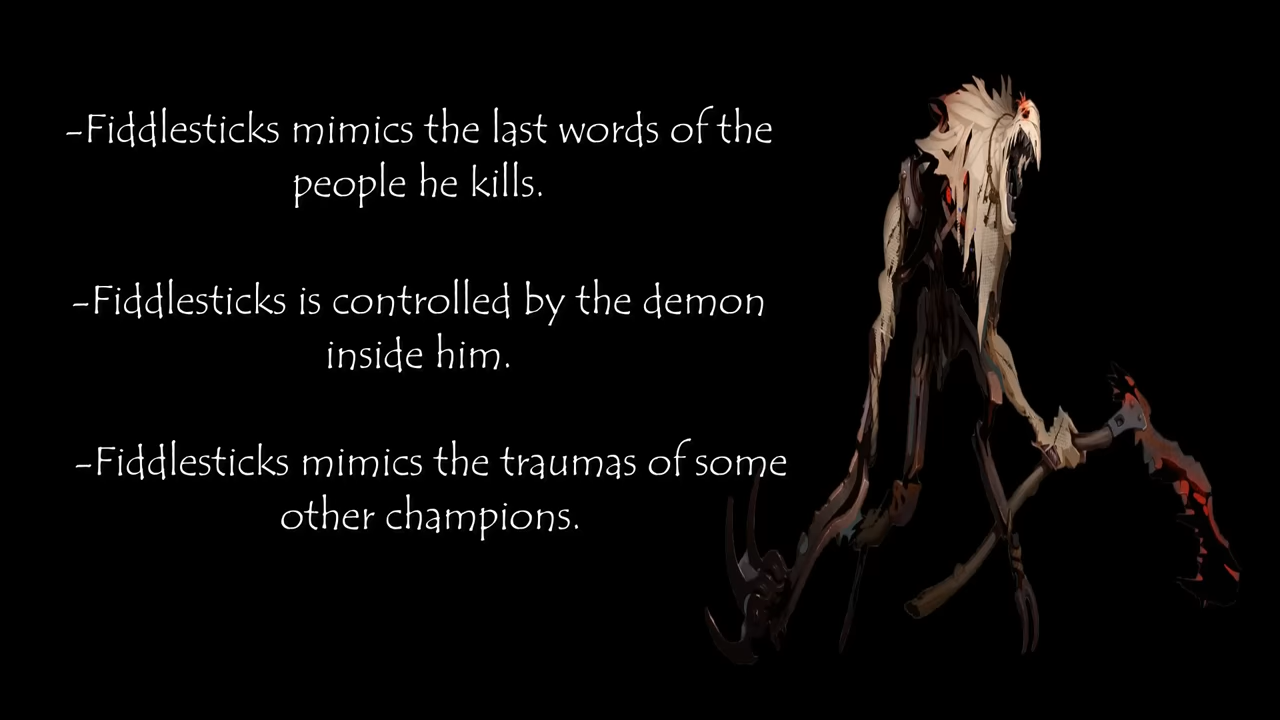 -Fiddlesticks mimics the last words of the
people he kills.
-Fiddlesticks is controlled by the demon
inside him.
-Fiddlesticks mimics the traumas of some
other champions.